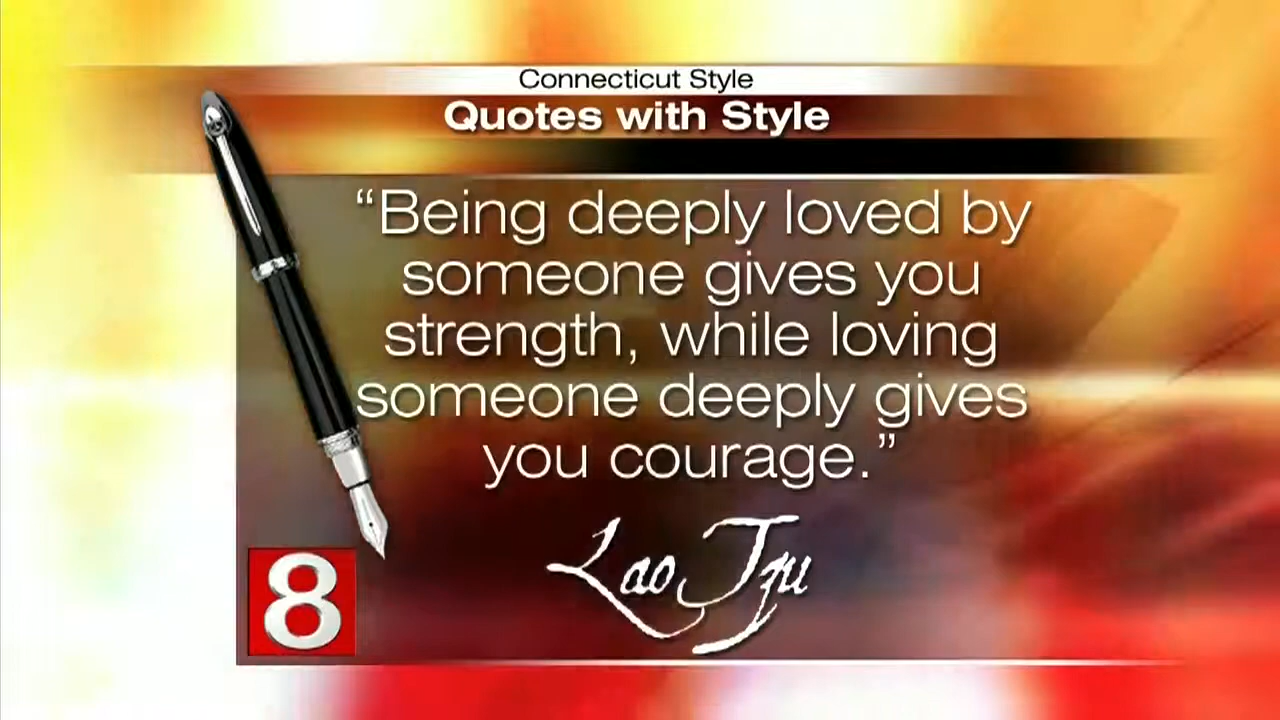 Connecticut Style
Quotes with Style
“Being deeply loved by
someone gives you
strength, while loving
someone deeply gives
you courage.”
Lao Tzu
8